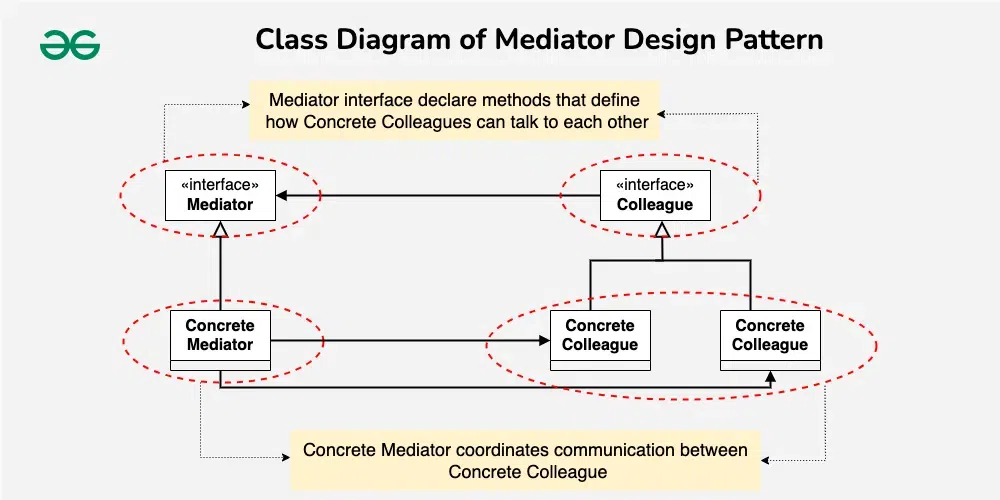 Class Diagram of Mediator Design Pattern
Mediator interface declare methods that define
how Concrete Colleagues can talk to each other
«interface»
Mediator
«interface»
Colleague
Concrete
Mediator
Concrete
Colleague
Concrete
Colleague
Concrete Mediator coordinates communication between
Concrete Colleague